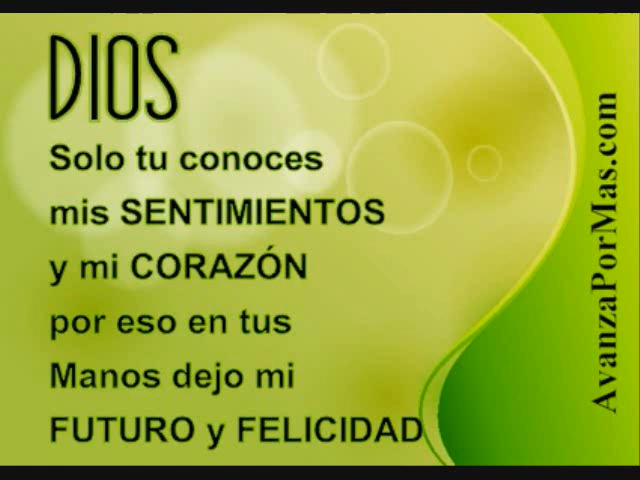 DIOS
Solo tu conoces
mis SENTIMIENTOS
y mi CORAZÓN
por eso en tus
Manos dejo mi
FUTURO y FELICIDAD
AvanzaPorMas.com